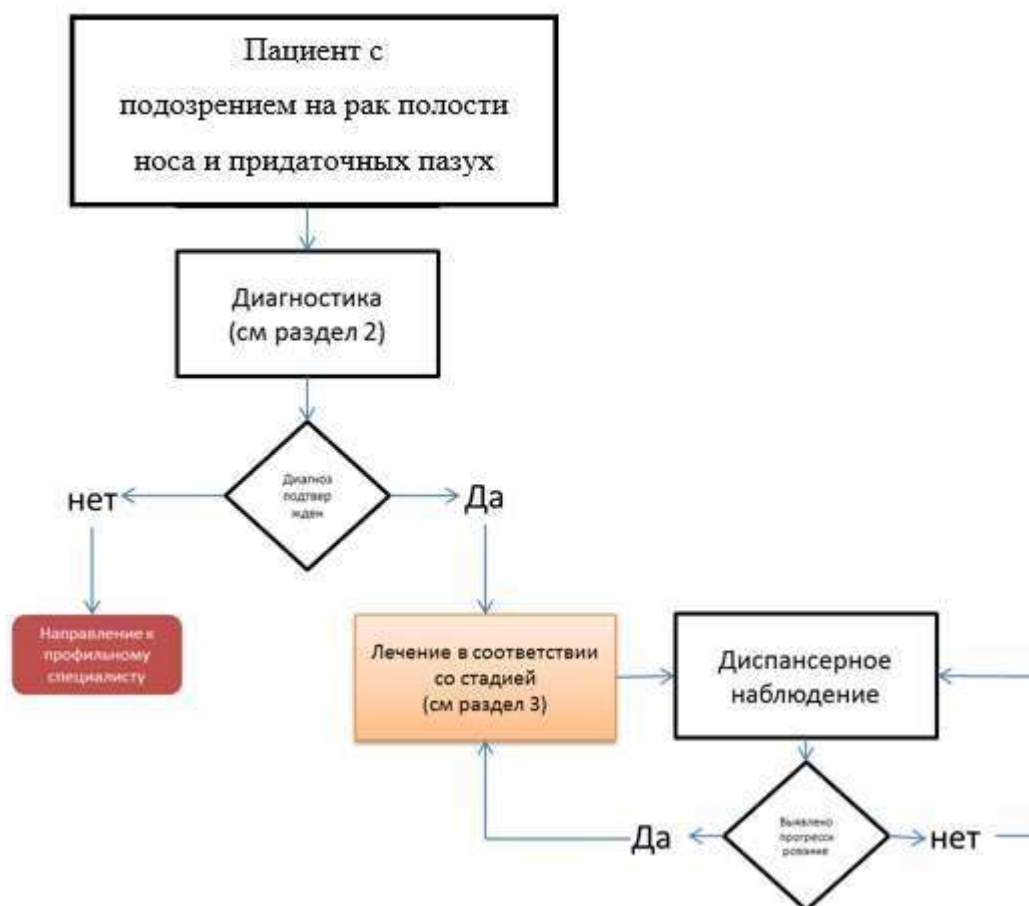 Пациент с
подозрением на рак полости
носа и придаточных пазух
Диагностика
(см раздел 2)
Диагноз
подтвер
жден
нет
Да
Направление к
профильному
специалисту
Лечение в соответствии
со стадией
(см раздел 3)
Диспансерное
наблюдение
Выявлено
прогресси
рование
Да
нет